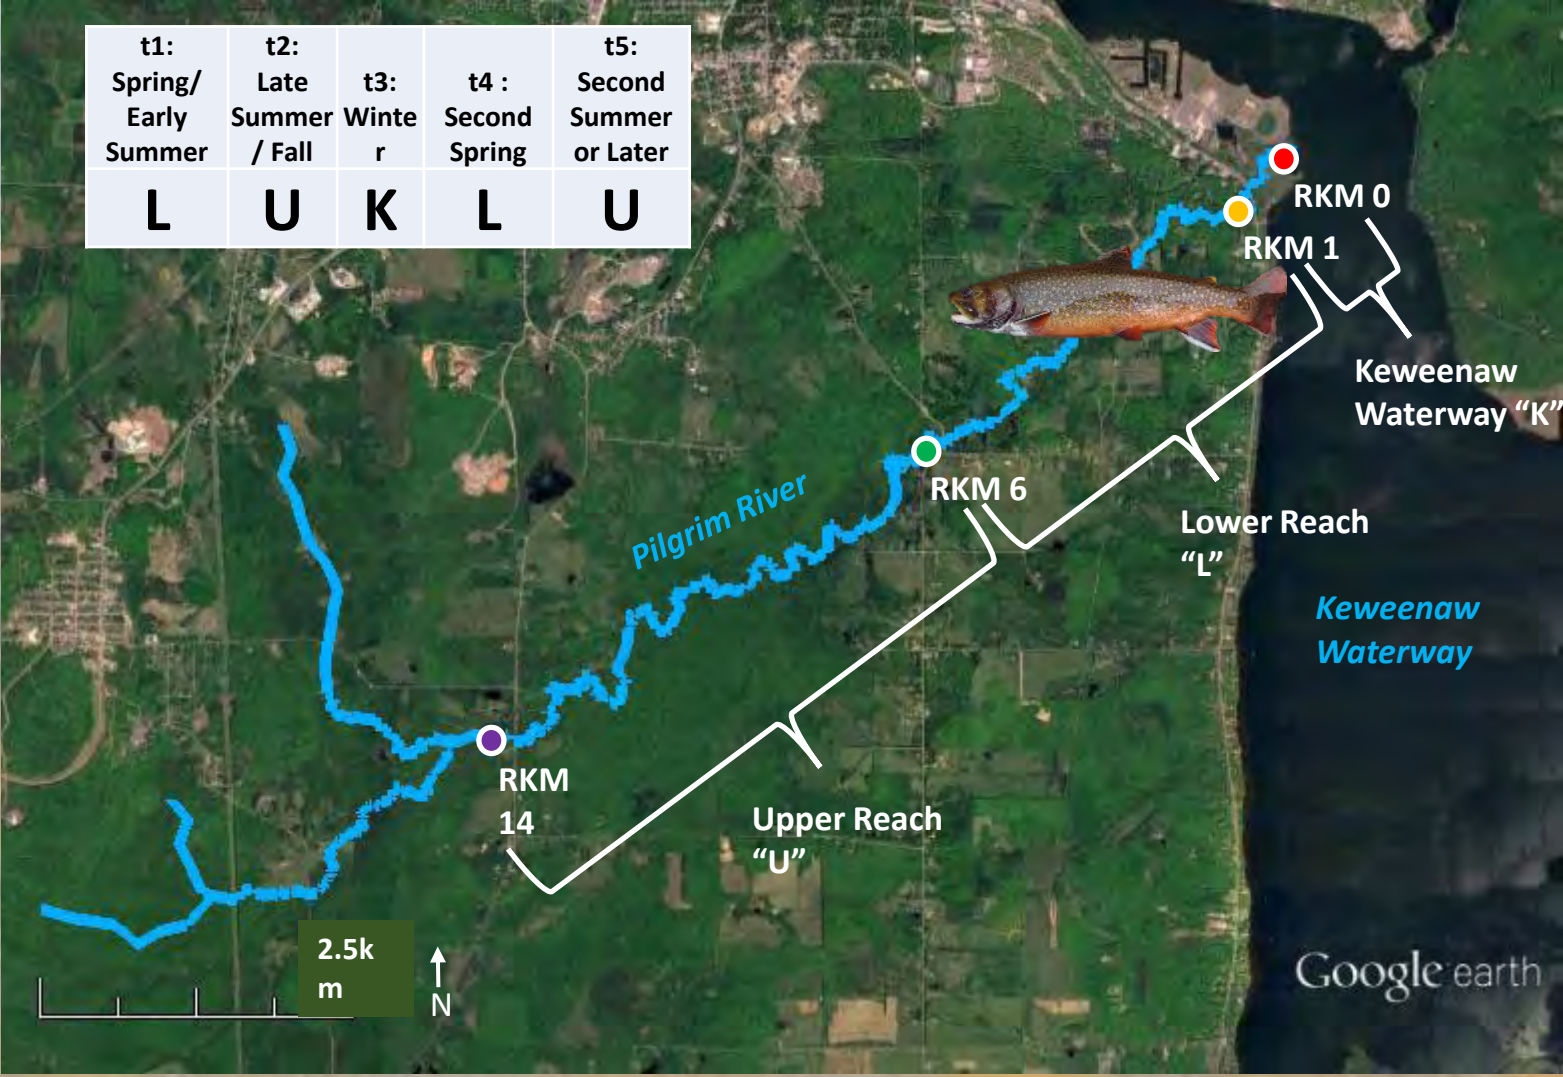 t1:
Spring/
Early
Summer
t2:
Late
Summer
/ Fall
t3:
Winte
r
t4 :
Second
Spring
t5:
Second
Summer
or Later
L U K L U
RKM 0
RKM 1
Keweenaw
Waterway “K”
RKM 6
Pilgrim River
Lower Reach
“L”
Keweenaw
Waterway
RKM
14
Upper Reach
“U”
2.5k
m
N
Google earth